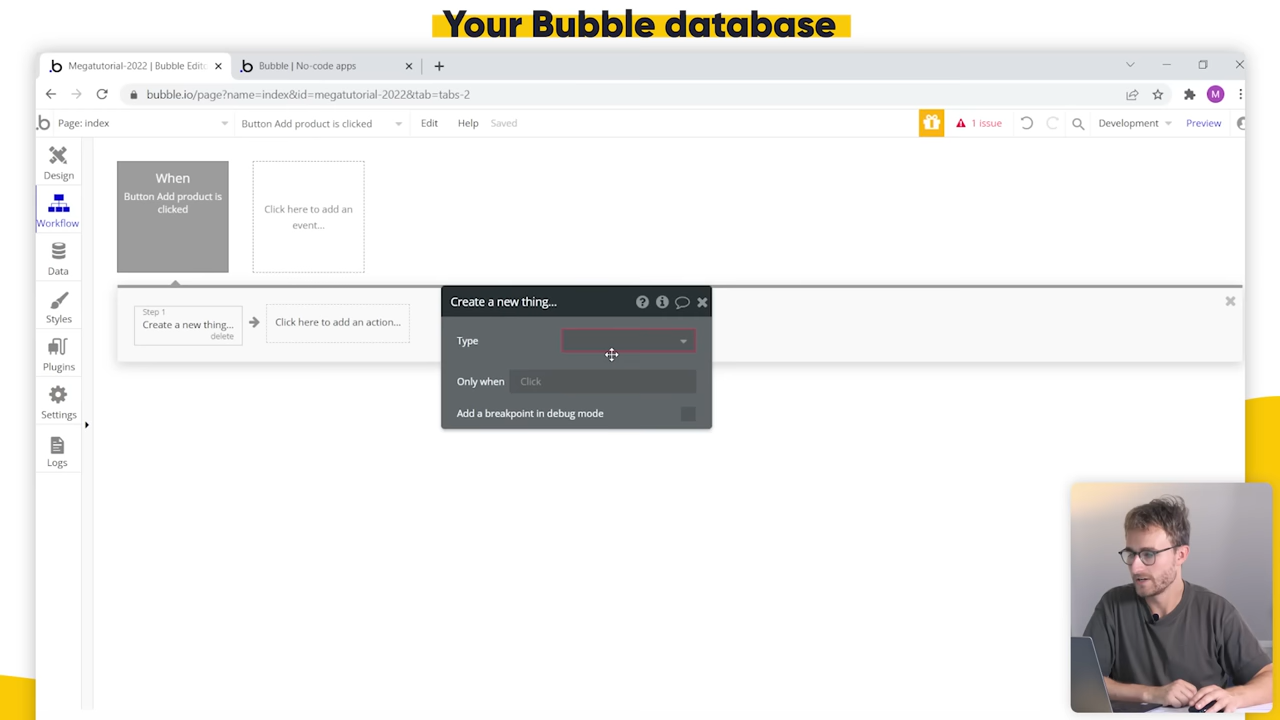 Your Bubble database
Megatutorial-2022 | Bubble Edito
Bubble | No-code apps
bubble.io/page?name=index&id=megatutorial-2022&tab=tabs-2
M
Page: index
Button Add product is clicked
Edit
Help
Saved
1 issue
Development
Preview
Design
Workflow
Data
Styles
Plugins
Settings
Logs
When
Button Add product is
clicked
Click here to add an
event...
Step 1
Create a new thing...
delete
Click here to add an action...
Create a new thing...
Type
Only when
Click
Add a breakpoint in debug mode